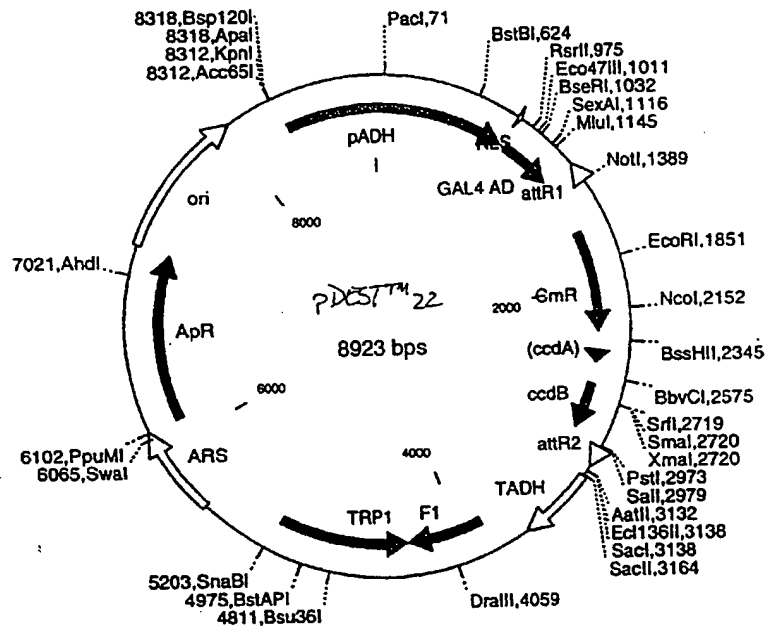 8318,Bsp120I
8318,ApaI
8312,KpnI
8312,Acc65I
PacI,71
BstBI,624
RsrII,975
Eco47III,1011
BseRI,1032
SexAI,1116
MluI,1145
NotI,1389
EcoRI,1851
NcoI,2152
BssHII,2345
BbvCI,2575
SrfI,2719
SmaI,2720
XmaI,2720
PstI,2973
SalI,2979
AatII,3132
Ecl136II,3138
SacI,3138
SacII,3164
DraIII,4059
4811,Bsu36I
4975,BstAPI
5203,SnaBI
6065,SwaI
6102,PpuMI
7021,AhdI
pADH
NLS
GAL4 AD
attR1
CmR
(ccdA)
ccdB
attR2
TADH
F1
TRP1
ARS
ApR
ori
8000
2000
4000
6000
pDEST™22
8923 bps